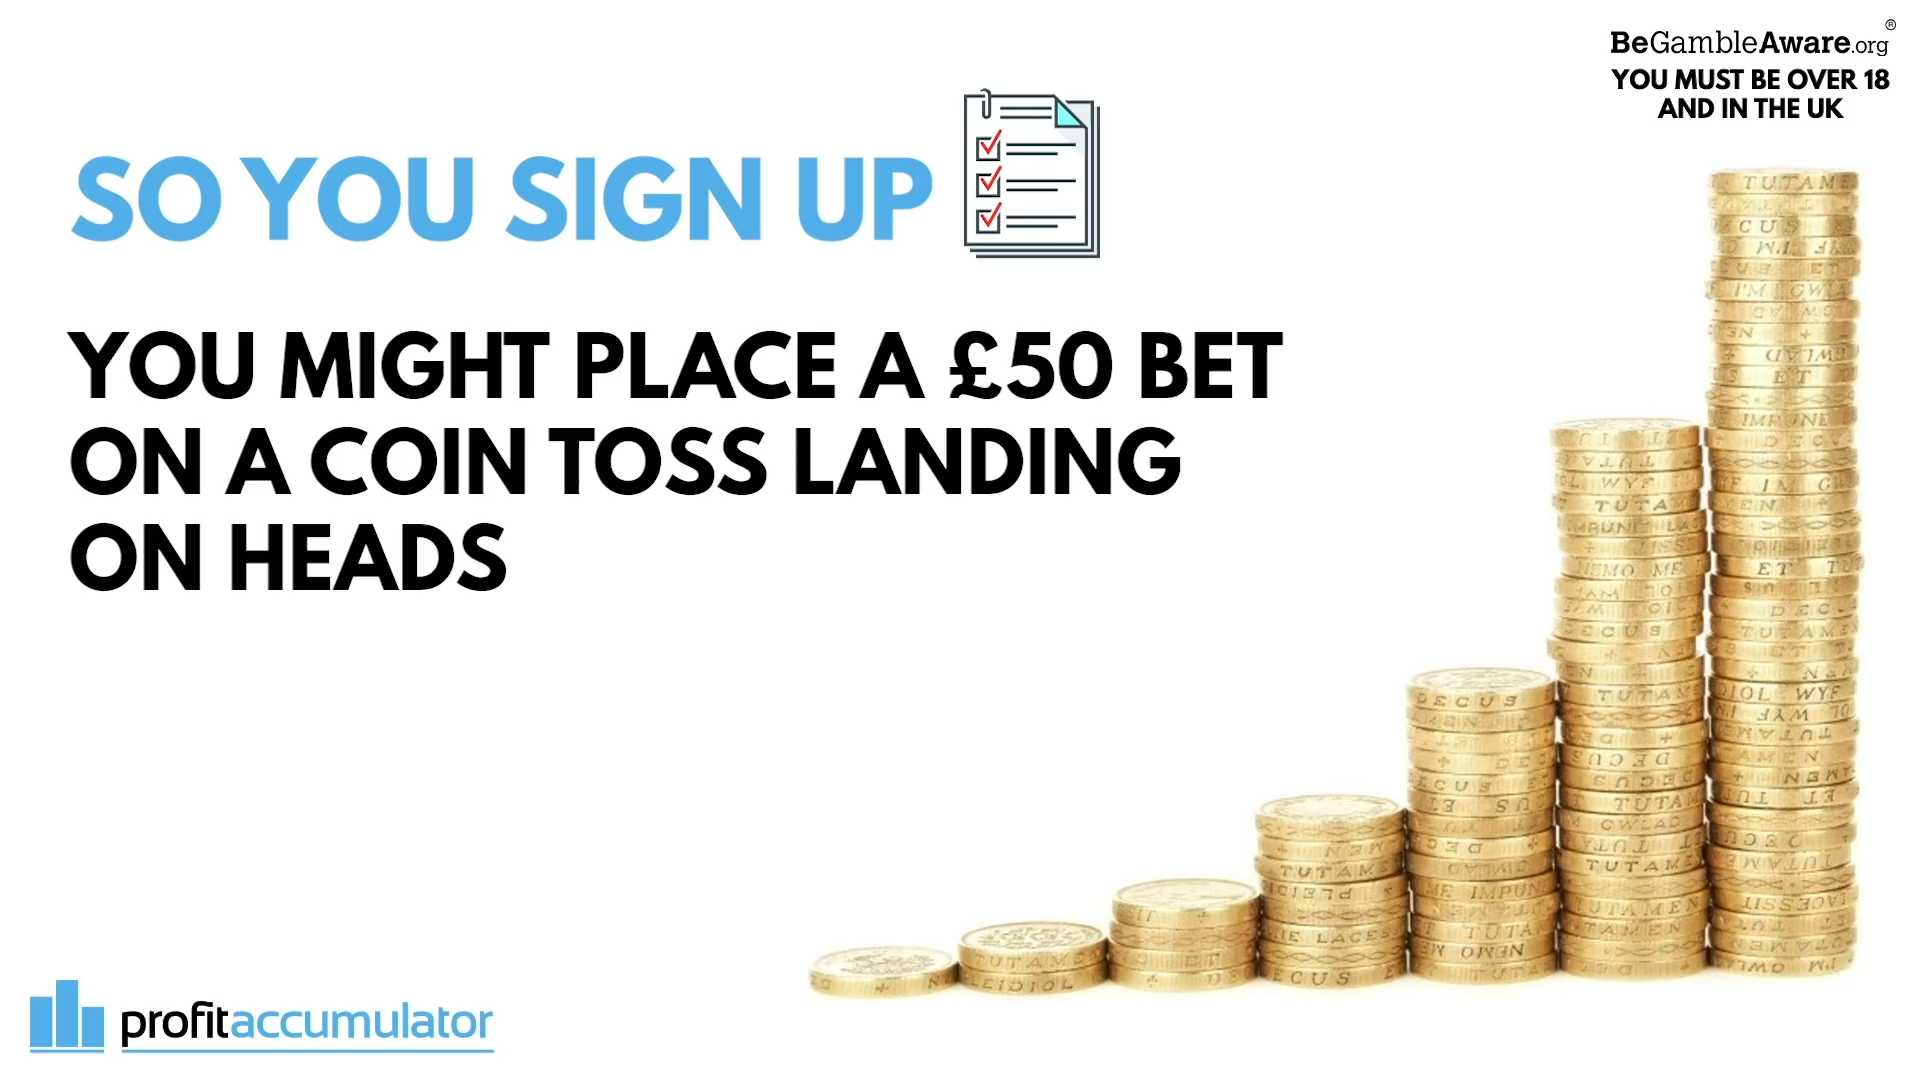 BeGambleAware.org®
YOU MUST BE OVER 18
AND IN THE UK
SO YOU SIGN UP
YOU MIGHT PLACE A £50 BET
ON A COIN TOSS LANDING
ON HEADS
profitaccumulator